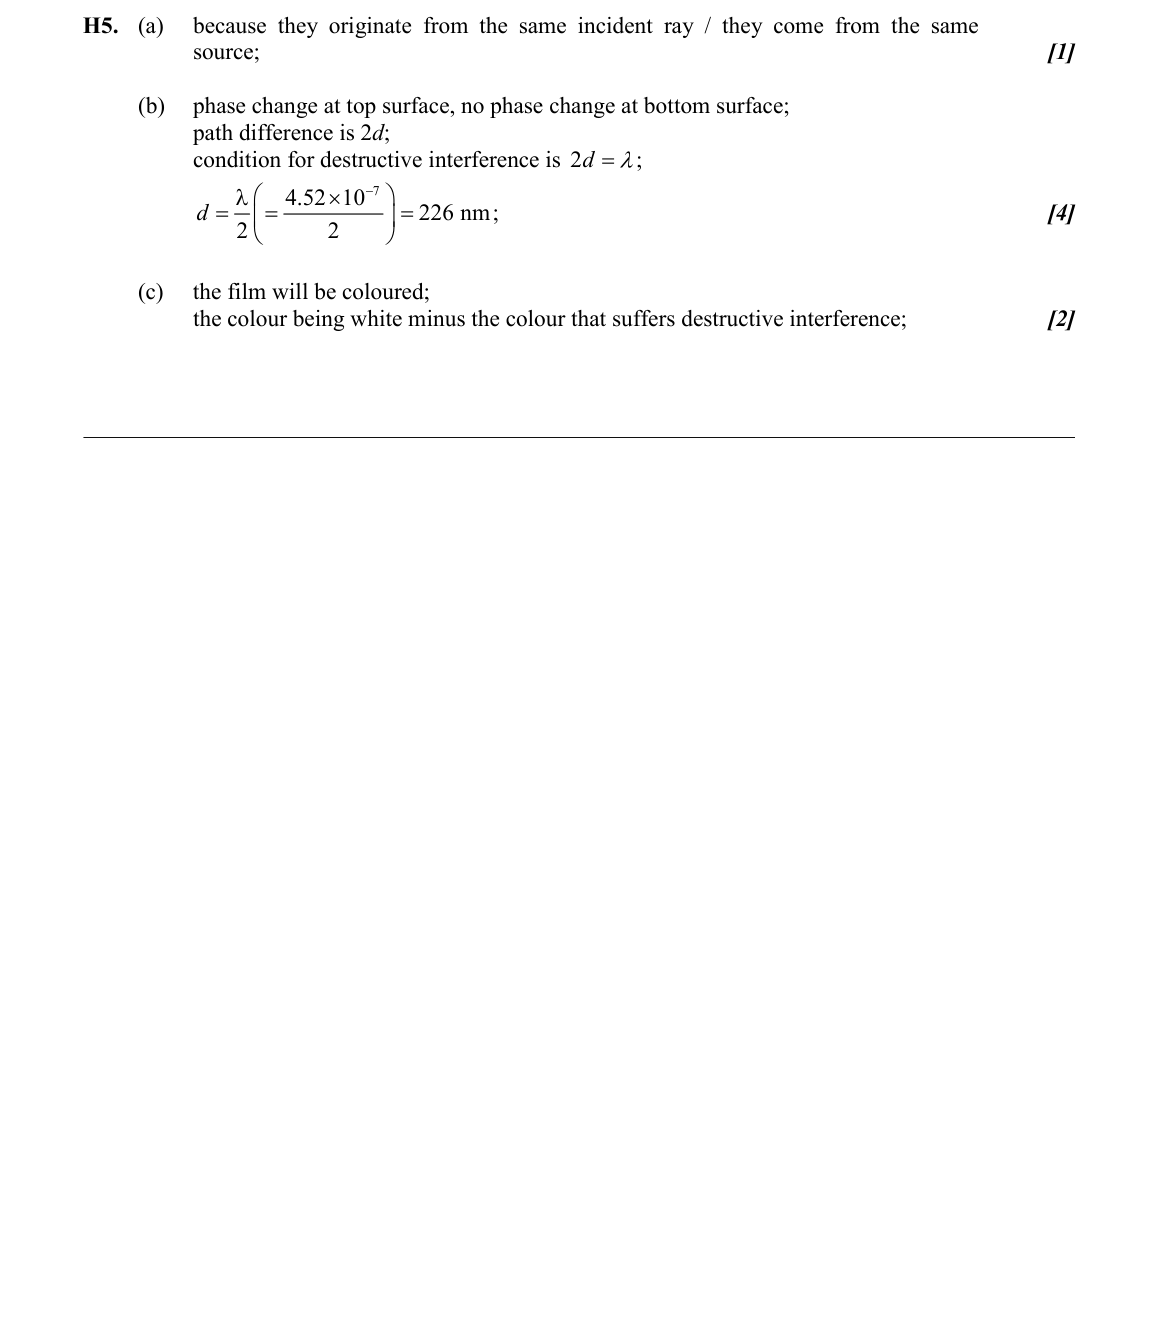 H5. (a) because they originate from the same incident ray / they come from the same
source; [1]
(b) phase change at top surface, no phase change at bottom surface;
path difference is 2d;
condition for destructive interference is 2d = λ;
d = λ/2 (= 4.52×10⁻⁷/2) = 226 nm; [4]
(c) the film will be coloured;
the colour being white minus the colour that suffers destructive interference; [2]